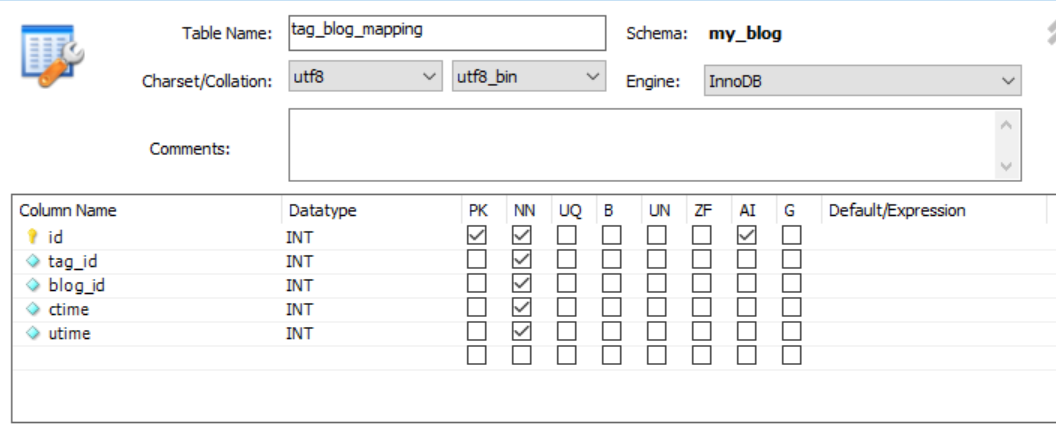 Table Name: tag_blog_mapping Schema: my_blog
Charset/Collation: utf8 utf8_bin Engine: InnoDB
Comments:
Column Name Datatype PK NN UQ B UN ZF AI G Default/Expression
id INT
tag_id INT
blog_id INT
ctime INT
utime INT